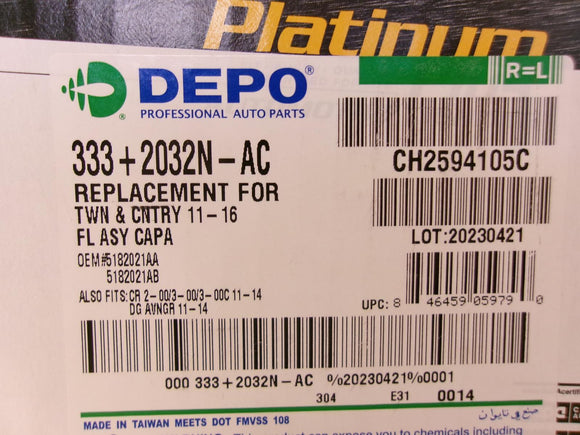 Platinum
DEPO®
PROFESSIONAL AUTO PARTS
R=L
333+2032N-AC
CH2594105C
REPLACEMENT FOR
TWN & CNTRY 11-16
FL ASY CAPA
LOT:20230421
OEM#5182021AA
5182021AB
ALSO FITS:CR 2-00/3-00/3-00C 11-14
DG AVNGR 11-14
UPC: 8 46459 05979 0
000 333+2032N-AC %20230421%0001
304 E31 0014
MADE IN TAIWAN MEETS DOT FMVSS 108
صنع في تايوان